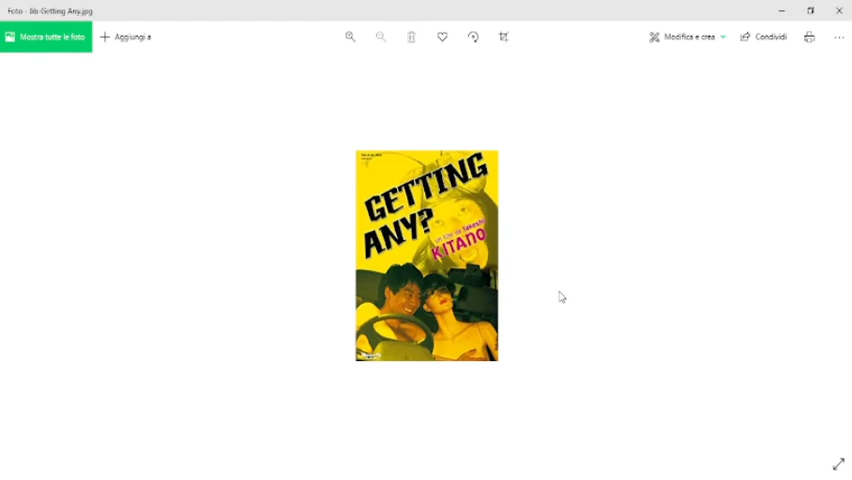 Foto - 8ib-Getting Any.jpg
Mostra tutte le foto
Aggiungi a
Modifica e crea
Condividi
GETTING
ANY?
un film de Takeshi
KITANO